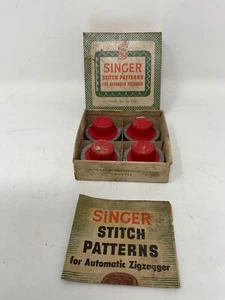 SINGER
STITCH PATTERNS
FOR AUTOMATIC ZIGZAGGER
SINGER
STITCH
PATTERNS
for Automatic Zigzagger